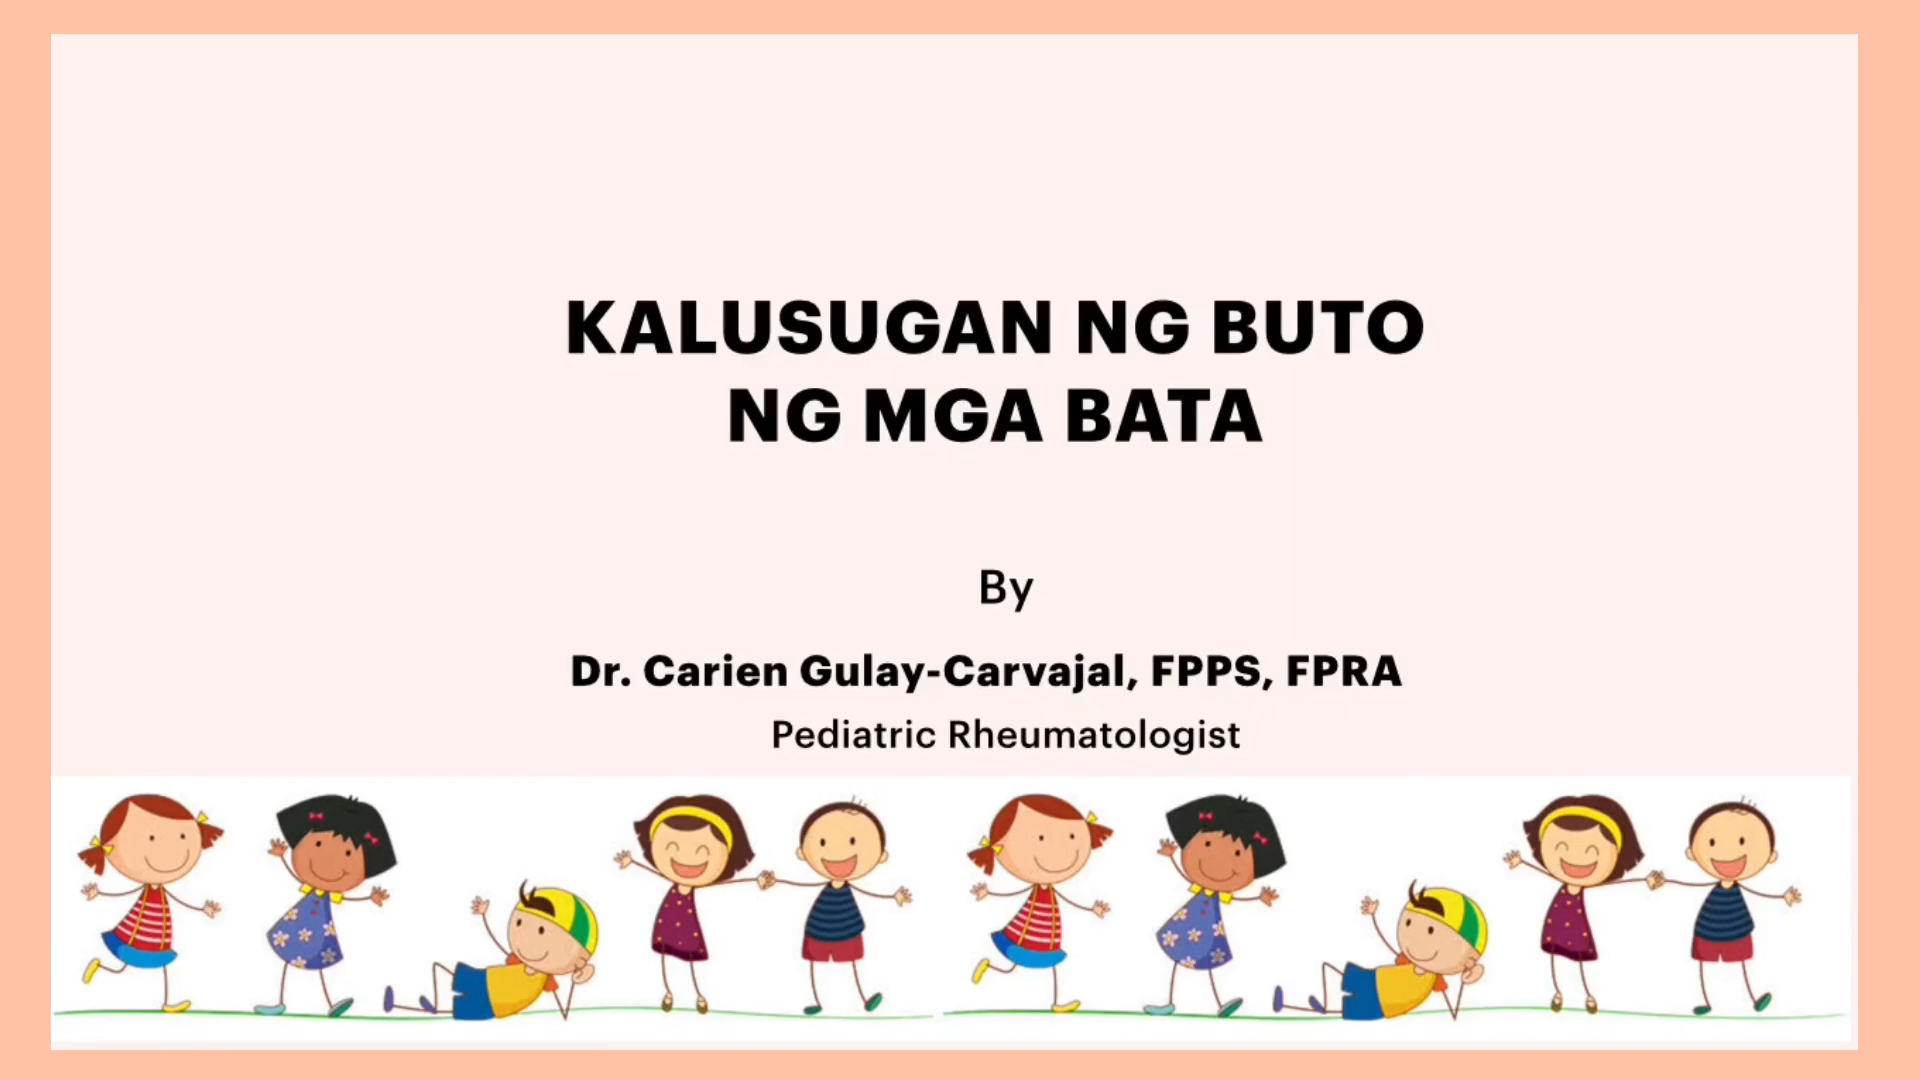 KALUSUGAN NG BUTO
NG MGA BATA
By
Dr. Carien Gulay-Carvajal, FPPS, FPRA
Pediatric Rheumatologist